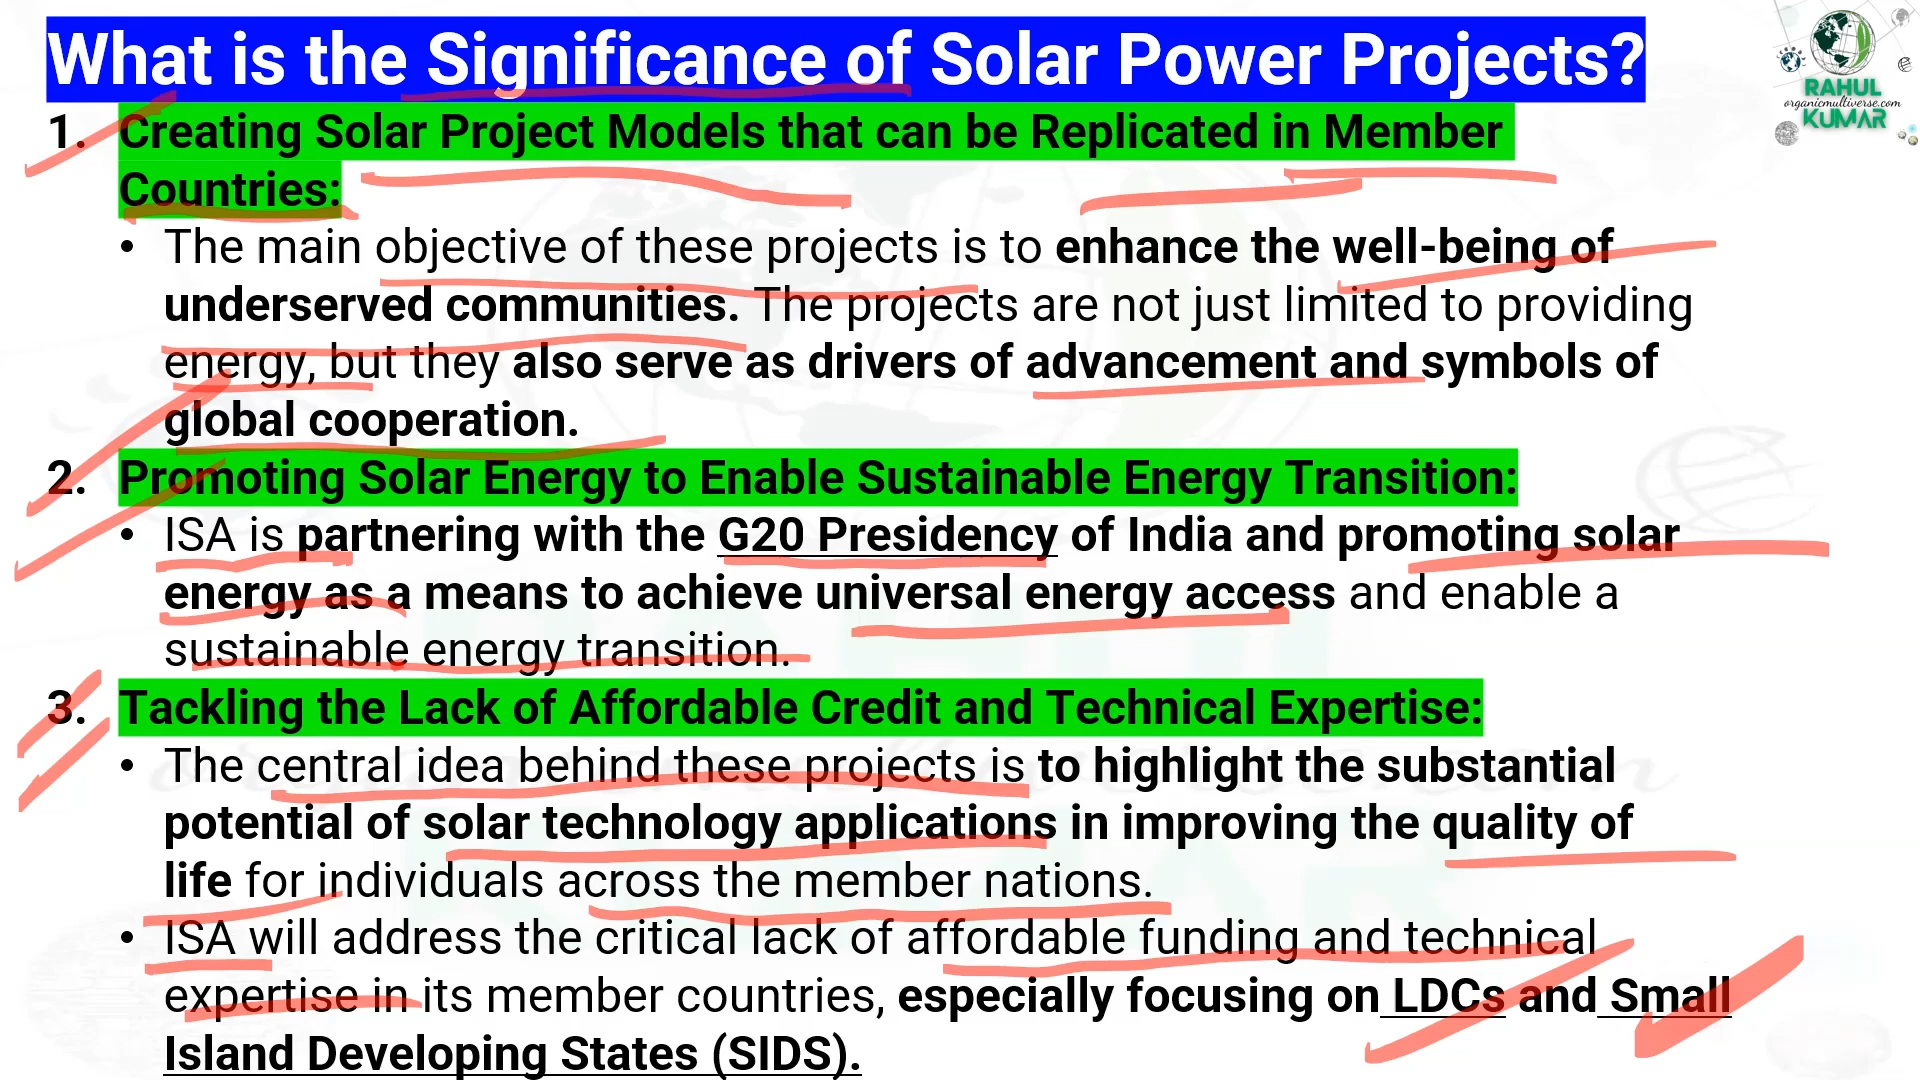 What is the Significance of Solar Power Projects?
RAHUL
organicmultiverse.com
KUMAR
1. Creating Solar Project Models that can be Replicated in Member
Countries:
• The main objective of these projects is to enhance the well-being of
underserved communities. The projects are not just limited to providing
energy, but they also serve as drivers of advancement and symbols of
global cooperation.
2. Promoting Solar Energy to Enable Sustainable Energy Transition:
• ISA is partnering with the G20 Presidency of India and promoting solar
energy as a means to achieve universal energy access and enable a
sustainable energy transition.
3. Tackling the Lack of Affordable Credit and Technical Expertise:
• The central idea behind these projects is to highlight the substantial
potential of solar technology applications in improving the quality of
life for individuals across the member nations.
• ISA will address the critical lack of affordable funding and technical
expertise in its member countries, especially focusing on LDCs and Small
Island Developing States (SIDS).